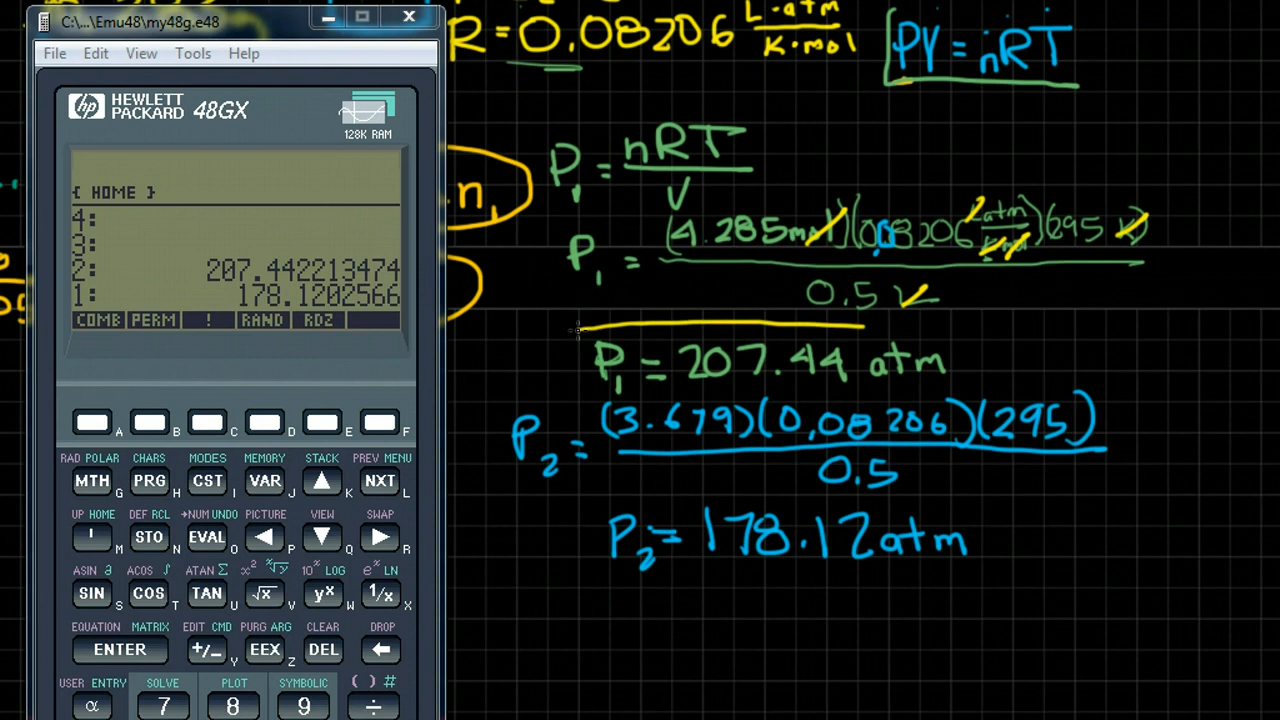 C:\...\Emu48\my48g.e48
File Edit View Tools Help
hp HEWLETT PACKARD 48GX
128K RAM
{ HOME }
4:
3:
2: 207.442213474
1: 178.1202566
COMB PERM ! RAND RDZ
A B C D E F
RAD POLAR CHARS MODES MEMORY STACK PREV MENU
MTH G PRG H CST I VAR J ▲ K NXT L
UP HOME DEF RCL →NUM UNDO PICTURE VIEW SWAP
' M STO N EVAL O ◀ P ▼ Q ▶ R
ASIN ∂ ACOS ∫ ATAN Σ x² ˣ√y 10ˣ LOG eˣ LN
SIN S COS T TAN U √x V yˣ W 1/x X
EQUATION MATRIX EDIT CMD PURG ARG CLEAR DROP
ENTER +/- Y EEX Z DEL ←
USER ENTRY SOLVE PLOT SYMBOLIC ( ) #
α 7 8 9 ÷
R = 0.08206 L·atm / K·mol
PV = nRT
n₁
P₁ = nRT / V
P₁ = (4.285mol)(0.08206 L atm / K mol)(295 K) / 0.5 L
P₁ = 207.44 atm
P₂ = (3.679)(0.08206)(295) / 0.5
P₂ = 178.12 atm